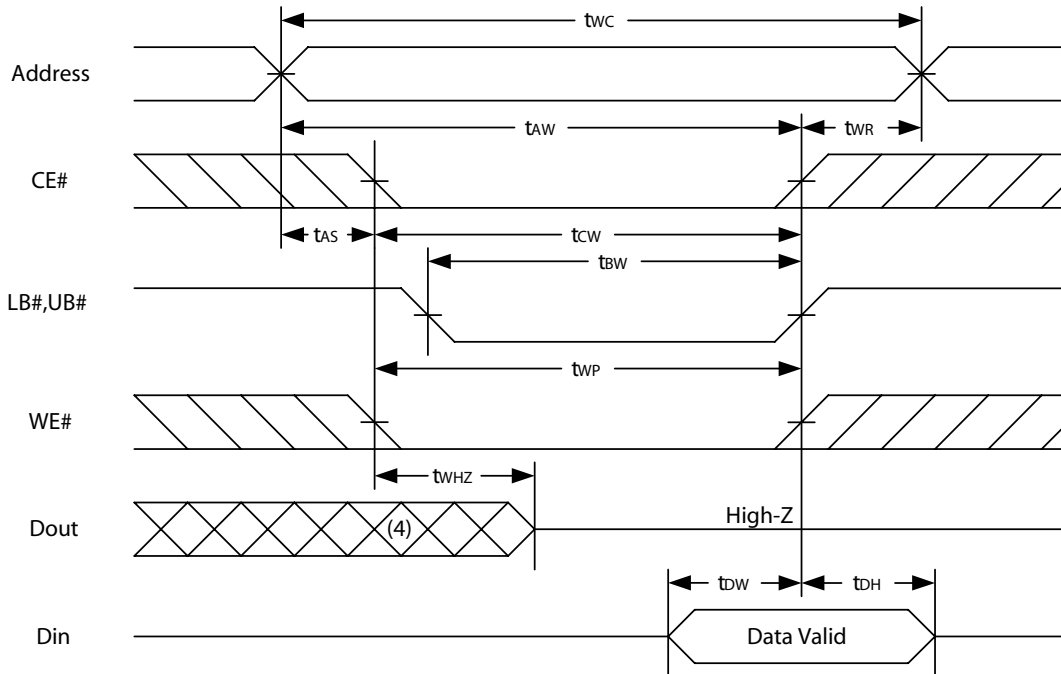 tWC
Address
tAW
tWR
CE#
tAS
tCW
tBW
LB#,UB#
tWP
WE#
tWHZ
Dout
(4)
High-Z
tDW
tDH
Din
Data Valid